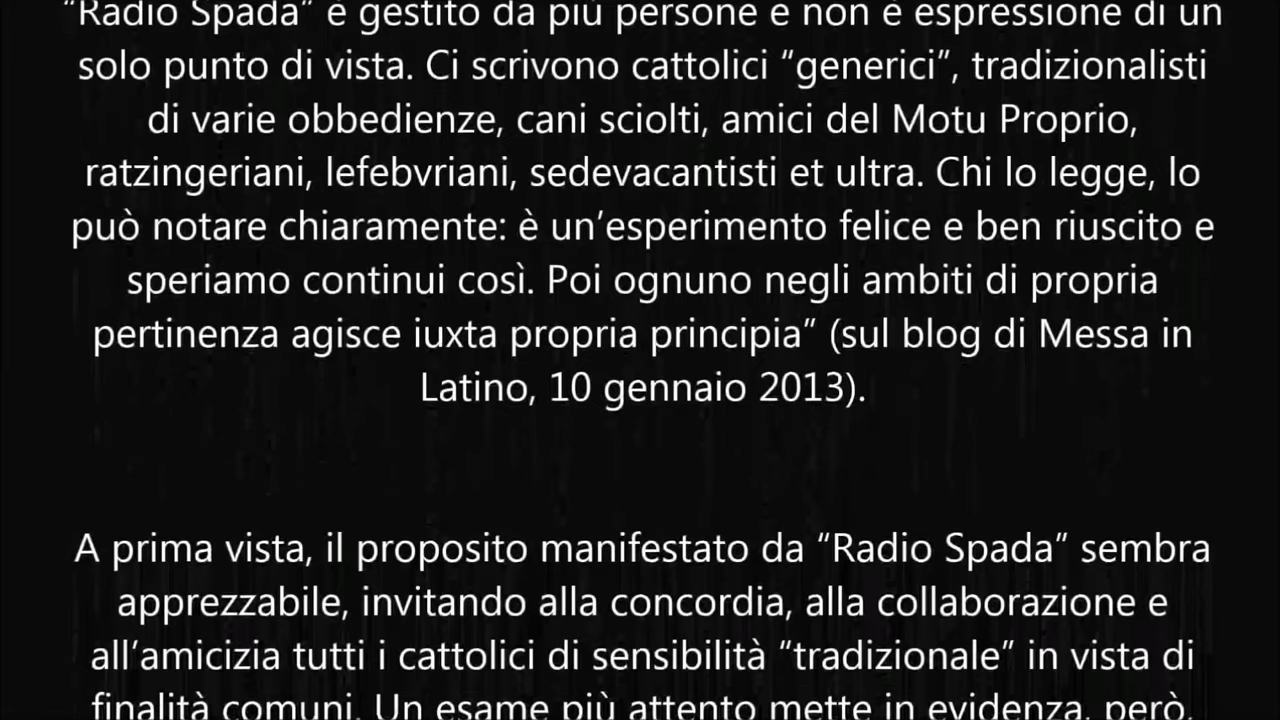 “Radio Spada” è gestito da più persone e non è espressione di un
solo punto di vista. Ci scrivono cattolici “generici”, tradizionalisti
di varie obbedienze, cani sciolti, amici del Motu Proprio,
ratzingeriani, lefebvriani, sedevacantisti et ultra. Chi lo legge, lo
può notare chiaramente: è un’esperimento felice e ben riuscito e
speriamo continui così. Poi ognuno negli ambiti di propria
pertinenza agisce iuxta propria principia” (sul blog di Messa in
Latino, 10 gennaio 2013).
A prima vista, il proposito manifestato da “Radio Spada” sembra
apprezzabile, invitando alla concordia, alla collaborazione e
all’amicizia tutti i cattolici di sensibilità “tradizionale” in vista di
finalità comuni. Un esame più attento mette in evidenza, però,